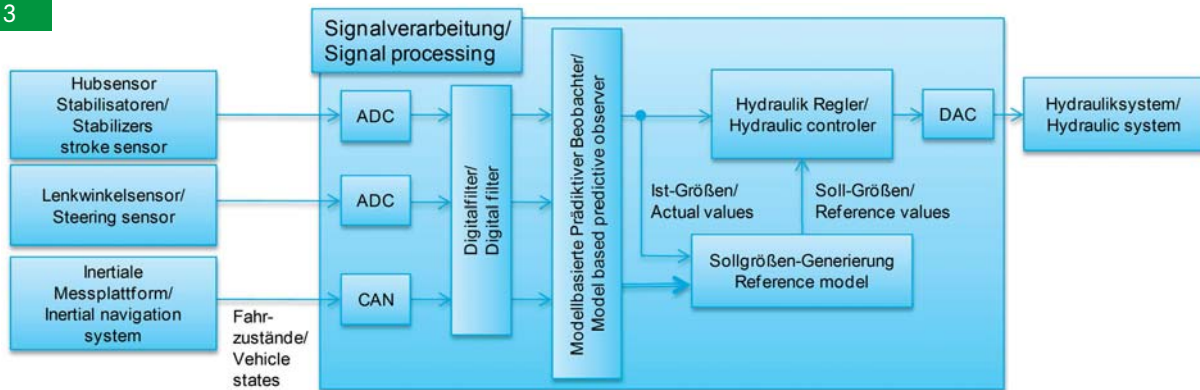 3
Signalverarbeitung/
Signal processing
Hubsensor
Stabilisatoren/
Stabilizers
stroke sensor
ADC
Lenkwinkelsensor/
Steering sensor
ADC
Inertiale
Messplattform/
Inertial navigation
system
Fahr-
zustände/
Vehicle
states
CAN
Digitalfilter/
Digital filter
Modellbasierte Prädiktiver Beobachter/
Model based predictive observer
Hydraulik Regler/
Hydraulic controler
DAC
Hydrauliksystem/
Hydraulic system
Ist-Größen/
Actual values
Soll-Größen/
Reference values
Sollgrößen-Generierung
Reference model